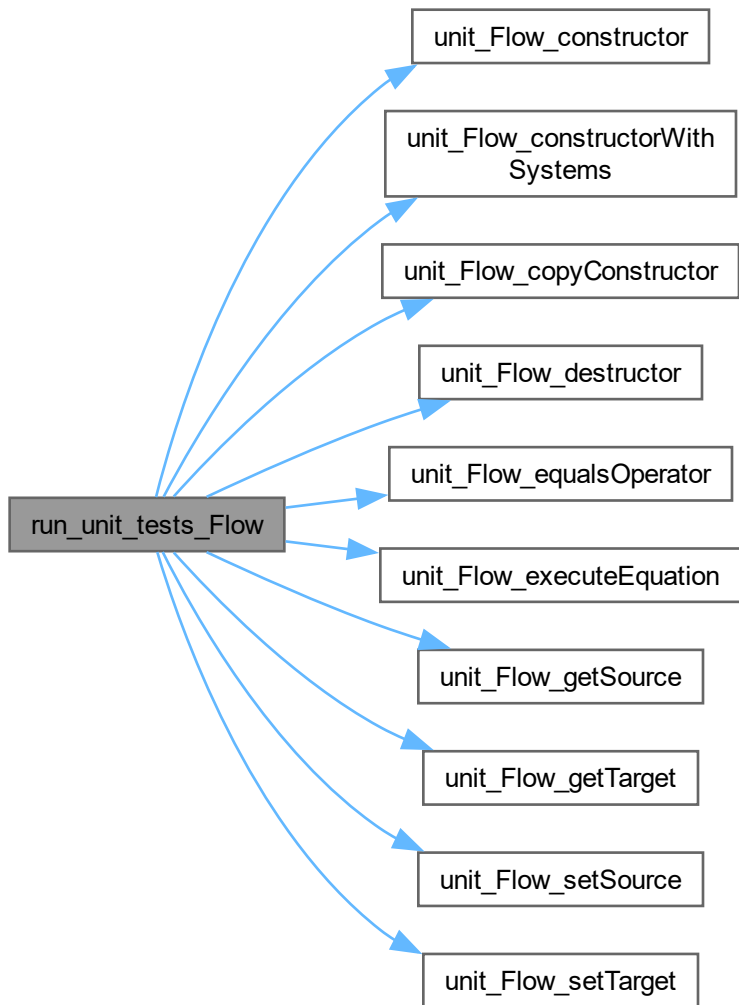 unit_Flow_constructor
unit_Flow_constructorWith
Systems
unit_Flow_copyConstructor
unit_Flow_destructor
unit_Flow_equalsOperator
run_unit_tests_Flow
unit_Flow_executeEquation
unit_Flow_getSource
unit_Flow_getTarget
unit_Flow_setSource
unit_Flow_setTarget